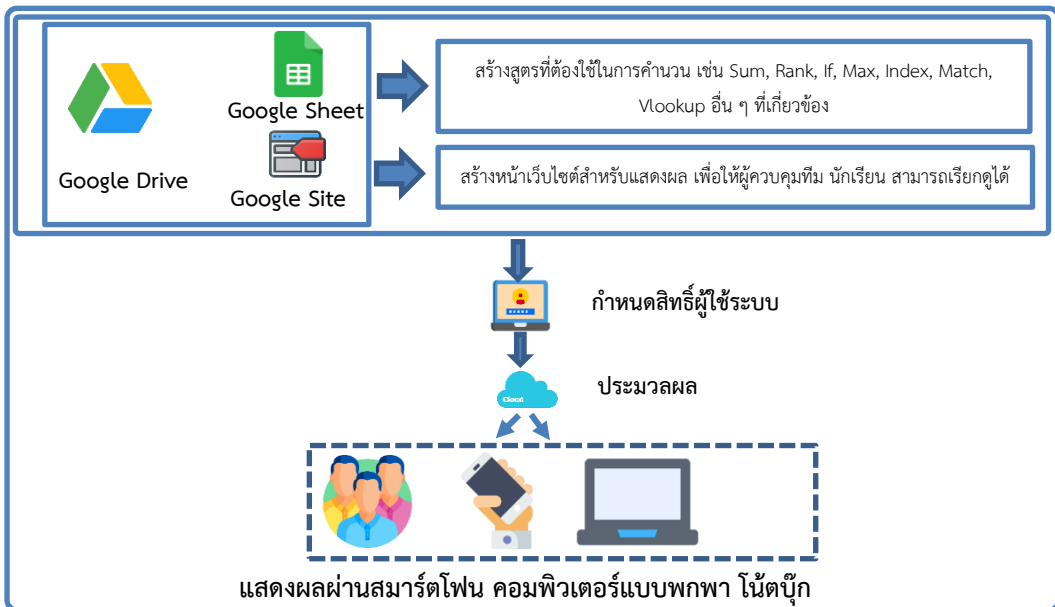 Google Drive
Google Sheet
Google Site
สร้างสูตรที่ต้องใช้ในการคำนวน เช่น Sum, Rank, If, Max, Index, Match,
Vlookup อื่น ๆ ที่เกี่ยวข้อง
สร้างหน้าเว็บไซต์สำหรับแสดงผล เพื่อให้ผู้ควบคุมทีม นักเรียน สามารถเรียกดูได้
กำหนดสิทธิ์ผู้ใช้ระบบ
Cloud
ประมวลผล
แสดงผลผ่านสมาร์ตโฟน คอมพิวเตอร์แบบพกพา โน้ตบุ๊ก